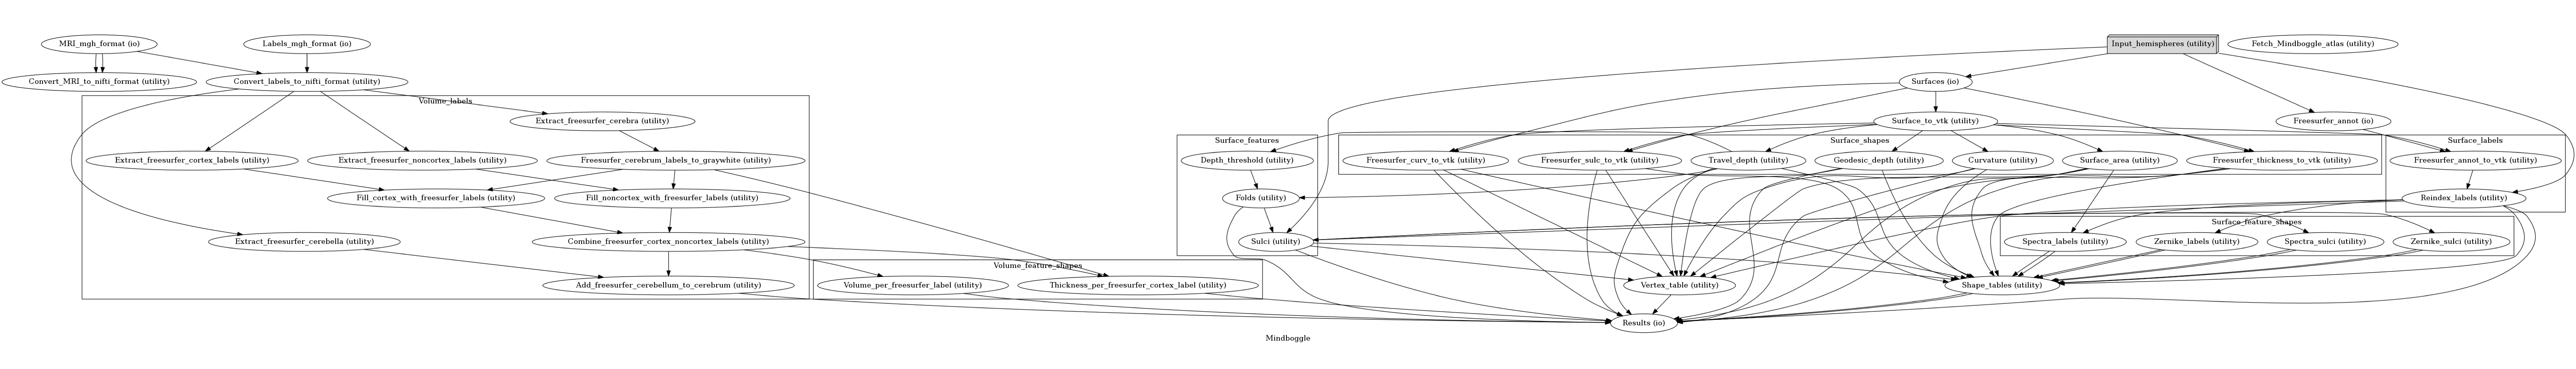 MRI_mgh_format (io)
Labels_mgh_format (io)
Input_hemispheres (utility)
Fetch_Mindboggle_atlas (utility)
Convert_MRI_to_nifti_format (utility)
Convert_labels_to_nifti_format (utility)
Surfaces (io)
Volume_labels
Extract_freesurfer_cerebra (utility)
Surface_to_vtk (utility)
Freesurfer_annot (io)
Surface_features
Surface_shapes
Surface_labels
Extract_freesurfer_cortex_labels (utility)
Extract_freesurfer_noncortex_labels (utility)
Freesurfer_cerebrum_labels_to_graywhite (utility)
Depth_threshold (utility)
Freesurfer_curv_to_vtk (utility)
Freesurfer_sulc_to_vtk (utility)
Travel_depth (utility)
Geodesic_depth (utility)
Curvature (utility)
Surface_area (utility)
Freesurfer_thickness_to_vtk (utility)
Freesurfer_annot_to_vtk (utility)
Fill_cortex_with_freesurfer_labels (utility)
Fill_noncortex_with_freesurfer_labels (utility)
Folds (utility)
Reindex_labels (utility)
Surface_feature_shapes
Extract_freesurfer_cerebella (utility)
Combine_freesurfer_cortex_noncortex_labels (utility)
Sulci (utility)
Spectra_labels (utility)
Zernike_labels (utility)
Spectra_sulci (utility)
Zernike_sulci (utility)
Volume_feature_shapes
Add_freesurfer_cerebellum_to_cerebrum (utility)
Volume_per_freesurfer_label (utility)
Thickness_per_freesurfer_cortex_label (utility)
Vertex_table (utility)
Shape_tables (utility)
Results (io)
Mindboggle